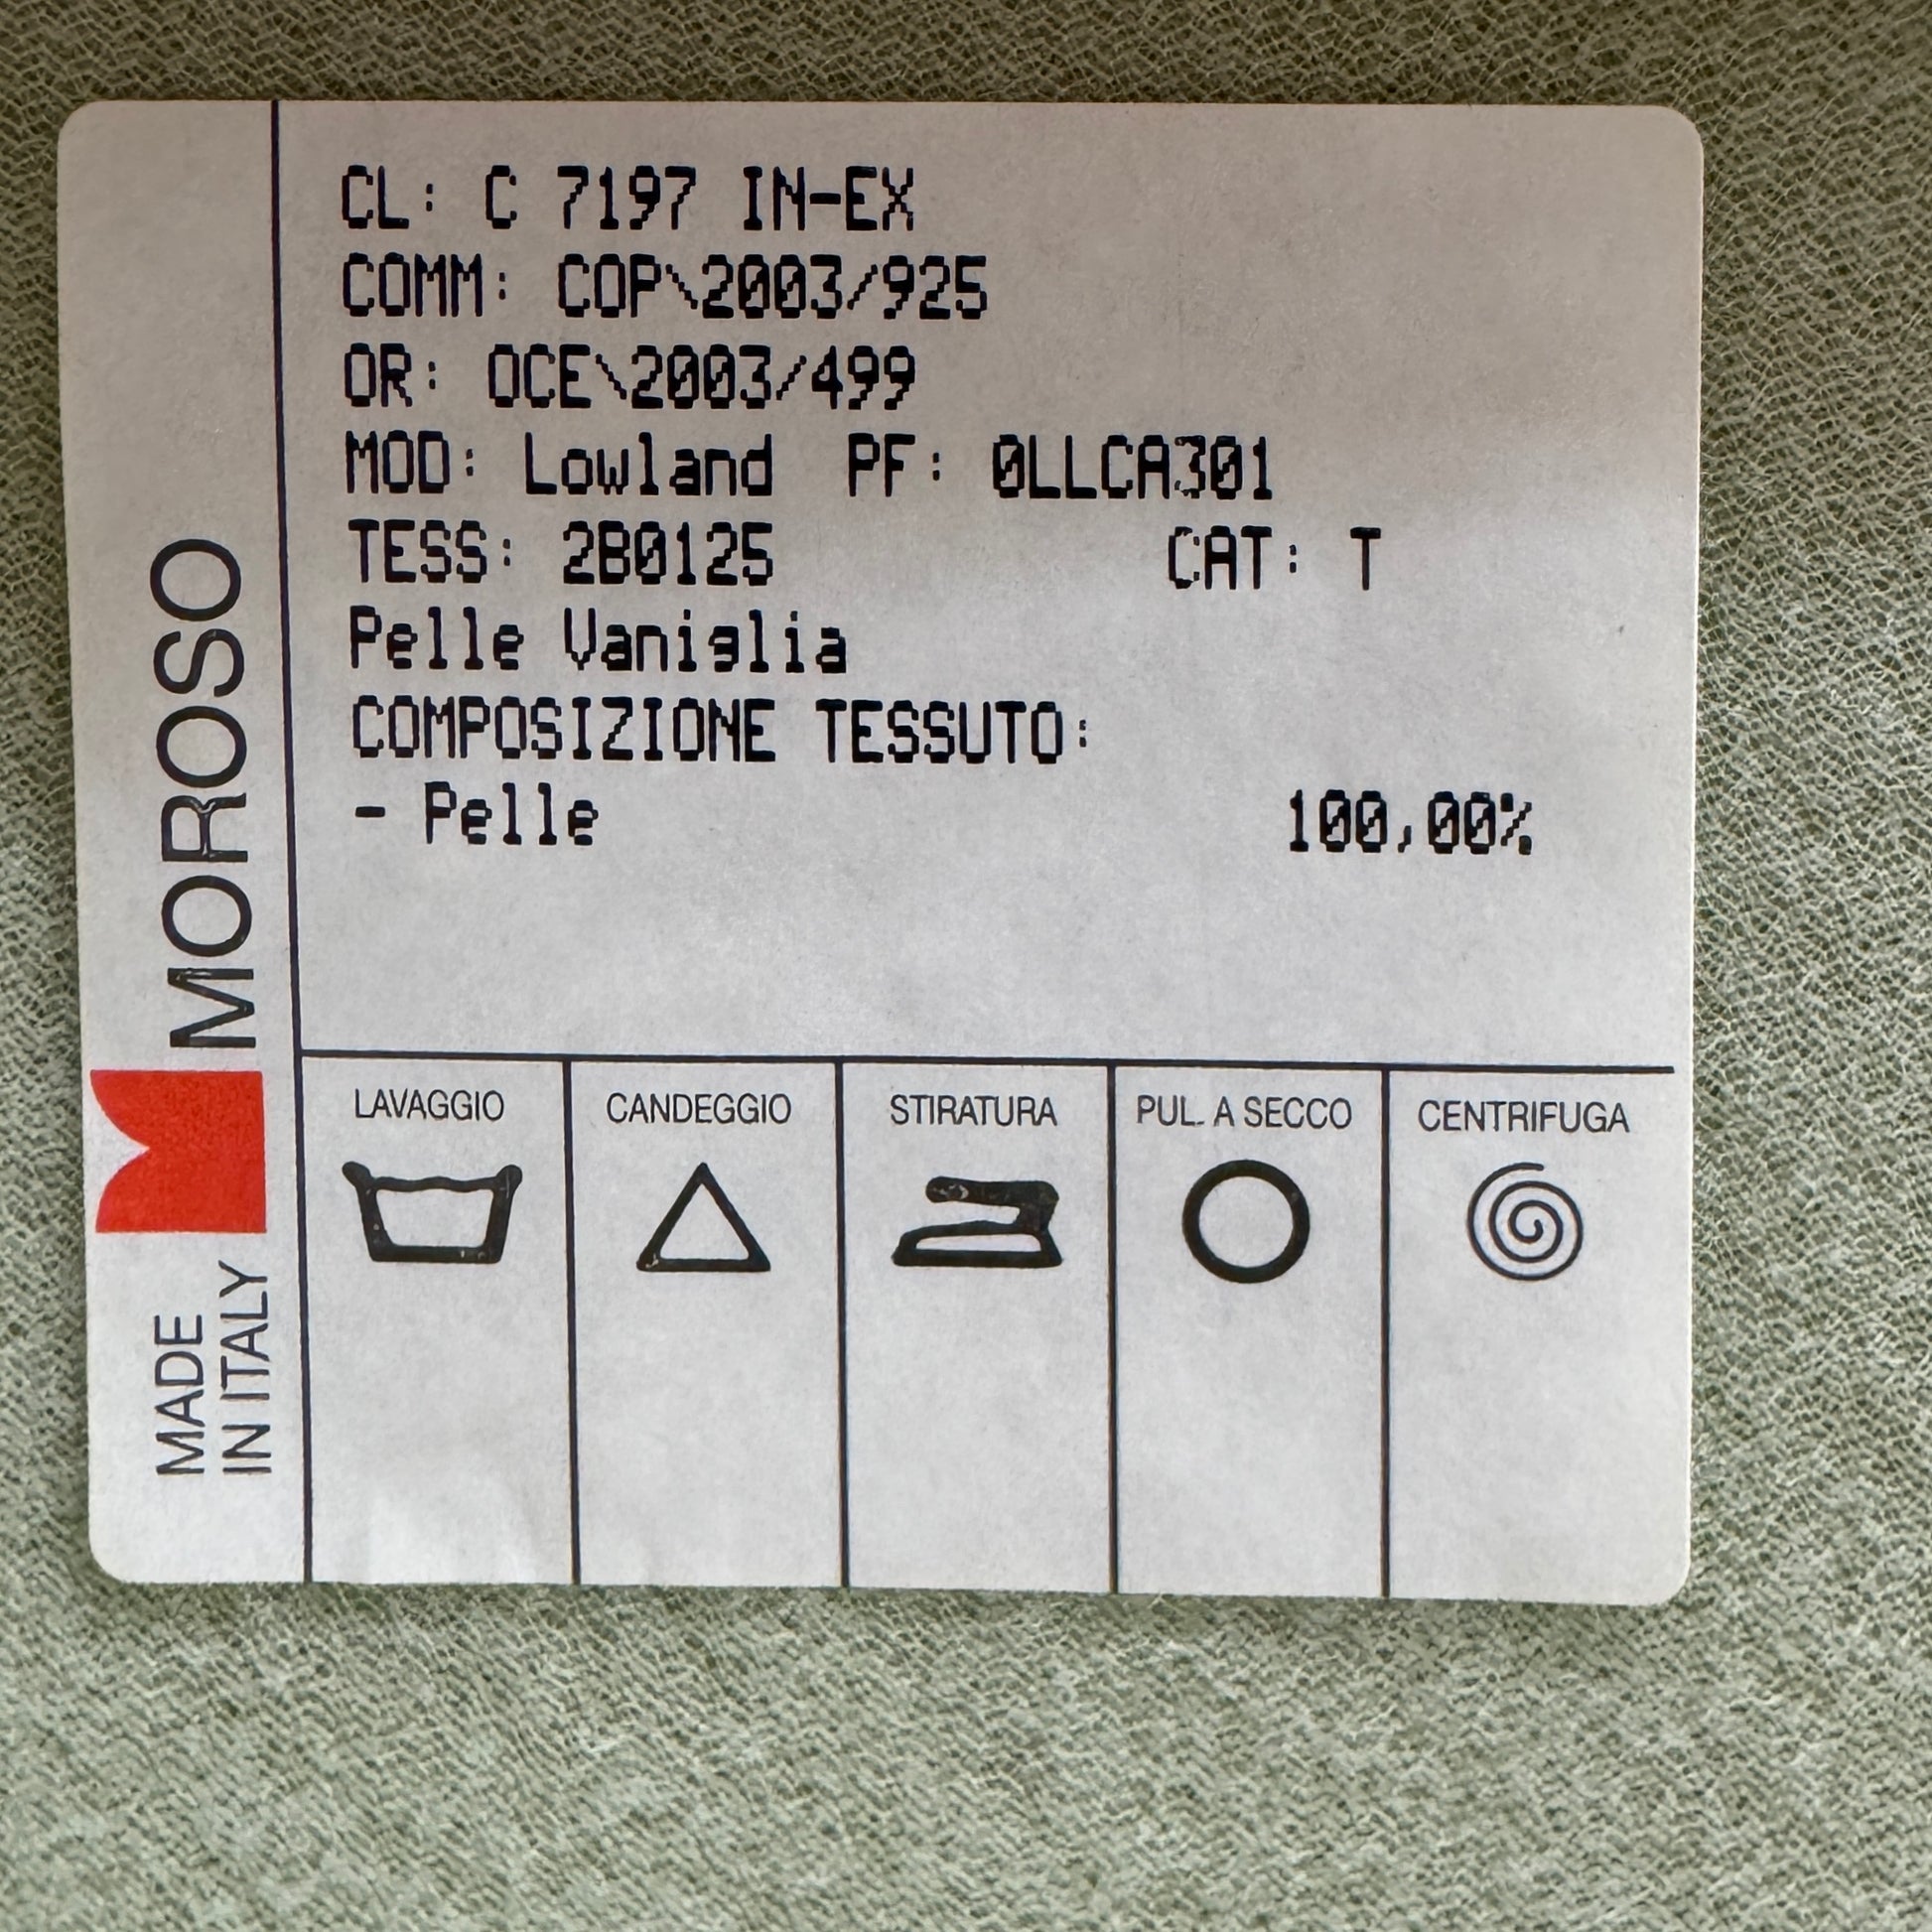 CL: C 7197 IN-EX
COMM: COP\2003/925
OR: OCE\2003/499
MOD: Lowland PF: 0LLCA301
TESS: 2B0125 CAT: T
Pelle Vaniglia
COMPOSIZIONE TESSUTO:
- Pelle 100,00%
MOROSO
MADE
IN ITALY
LAVAGGIO CANDEGGIO STIRATURA PUL. A SECCO CENTRIFUGA